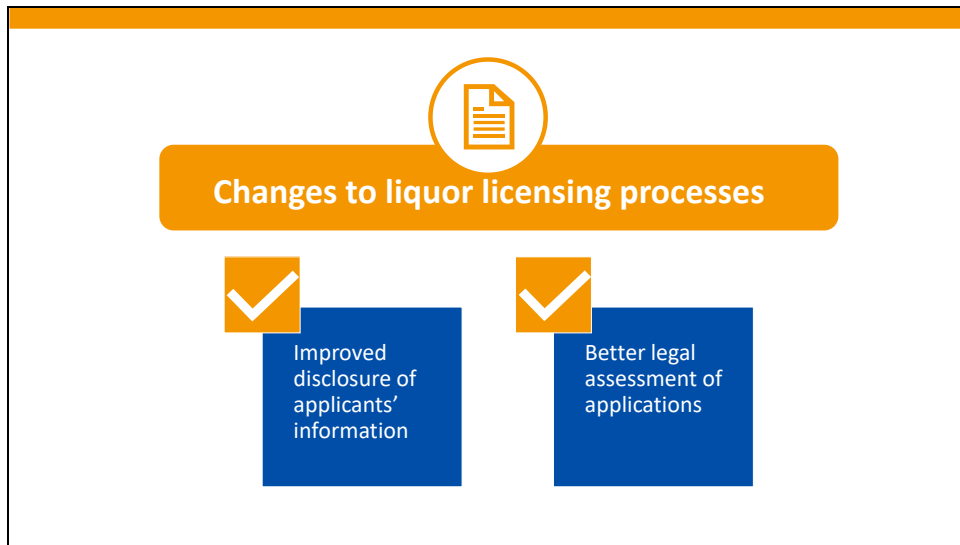 Changes to liquor licensing processes
Improved
disclosure of
applicants’
information
Better legal
assessment of
applications